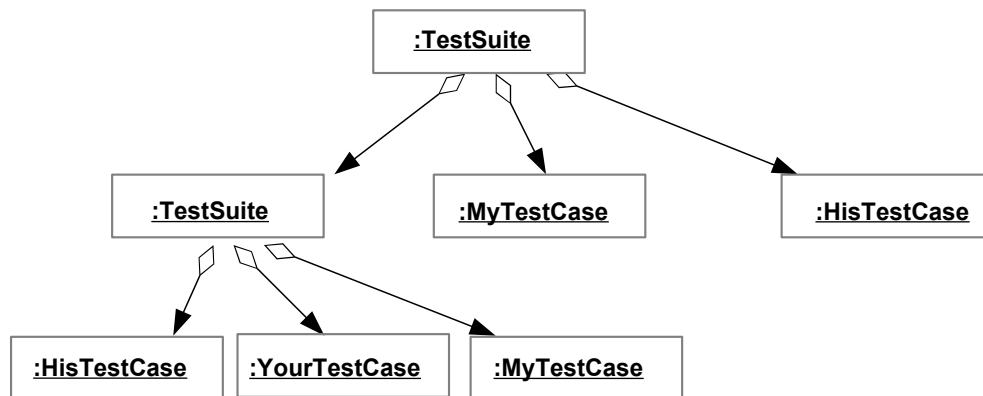 :TestSuite
:TestSuite
:MyTestCase
:HisTestCase
:HisTestCase
:YourTestCase
:MyTestCase